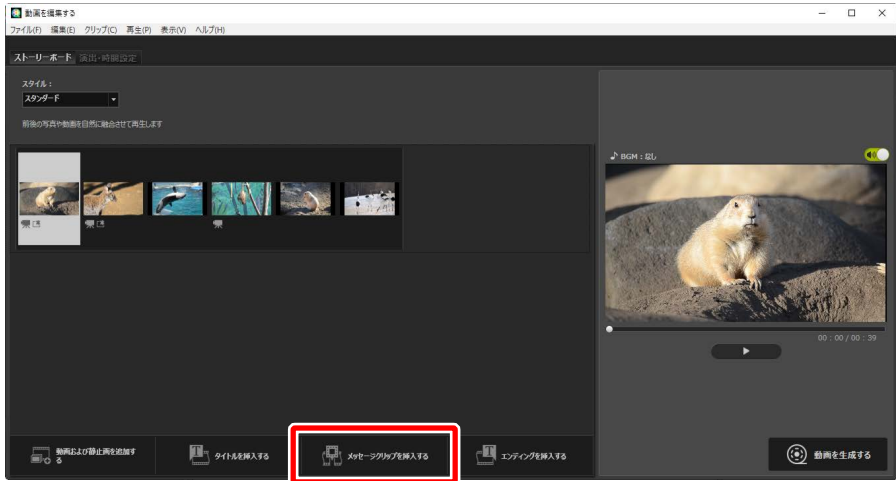 動画を編集する
ファイル(F) 編集(E) クリップ(C) 再生(P) 表示(V) ヘルプ(H)
ストーリーボード 演出・時間設定
スタイル：
スタンダード
前後の写真や動画を自然に融合させて再生します
BGM : なし
00 : 00 / 00 : 39
動画および静止画を追加す
る
タイトルを挿入する
メッセージクリップを挿入する
エンディングを挿入する
動画を生成する